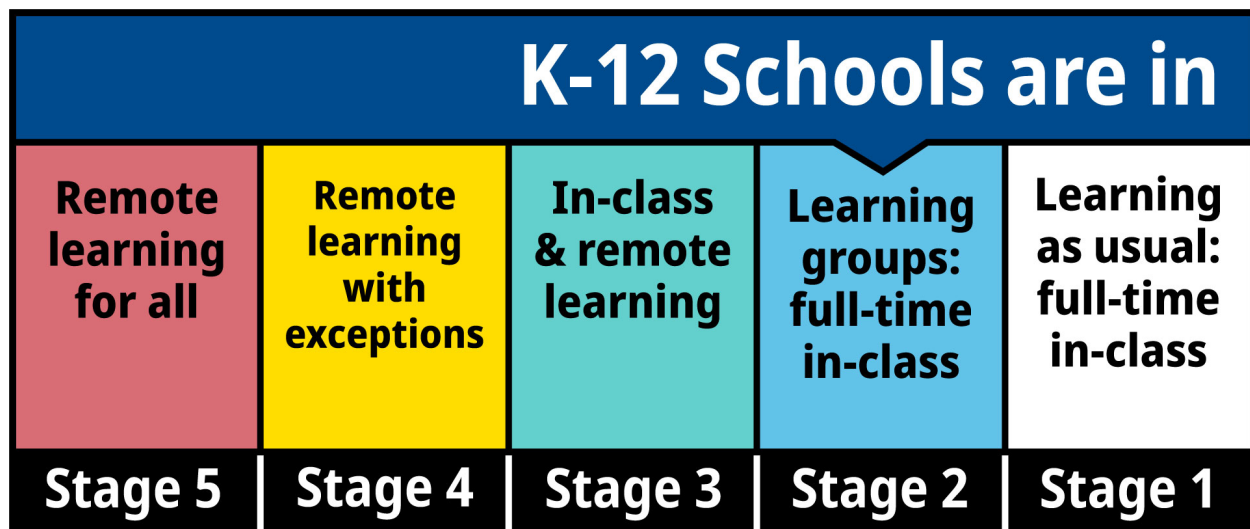 K-12 Schools are in
Remote
learning
for all
Remote
learning
with
exceptions
In-class
& remote
learning
Learning
groups:
full-time
in-class
Learning
as usual:
full-time
in-class
Stage 5
Stage 4
Stage 3
Stage 2
Stage 1